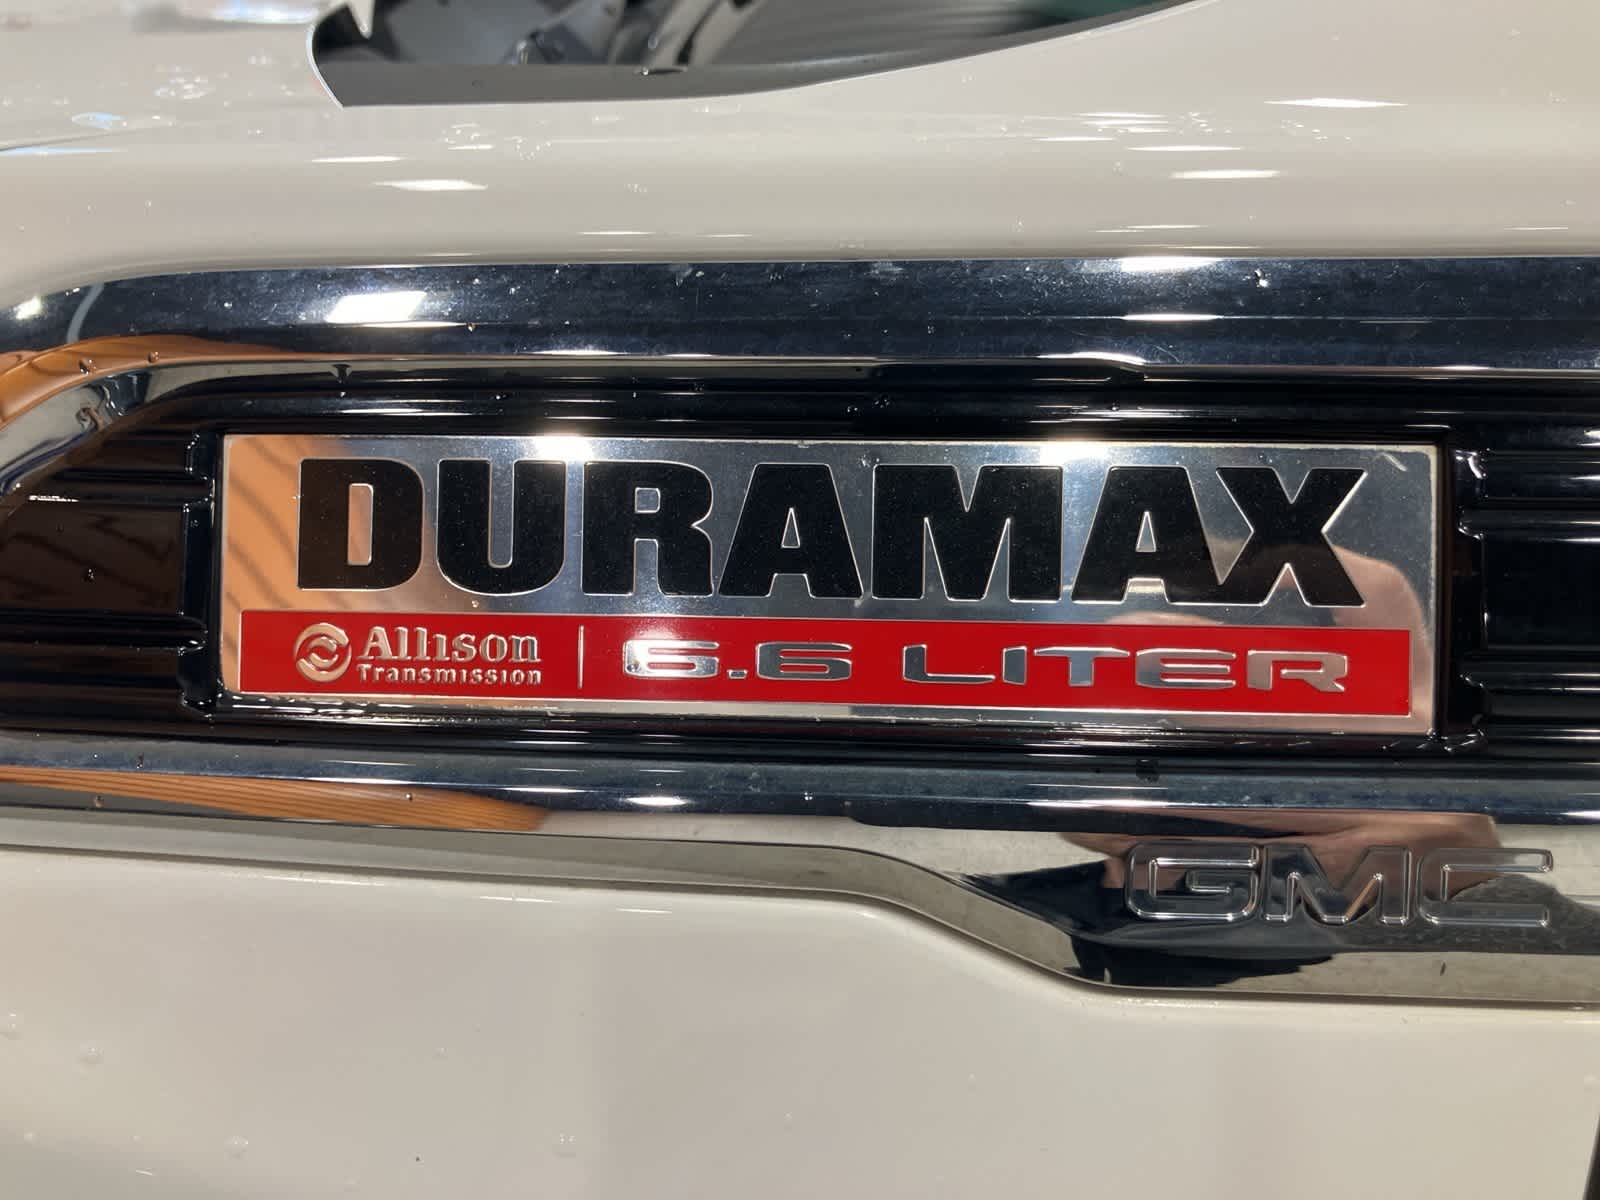 DURAMAX
Allison Transmission 6.6 LITER
GMC